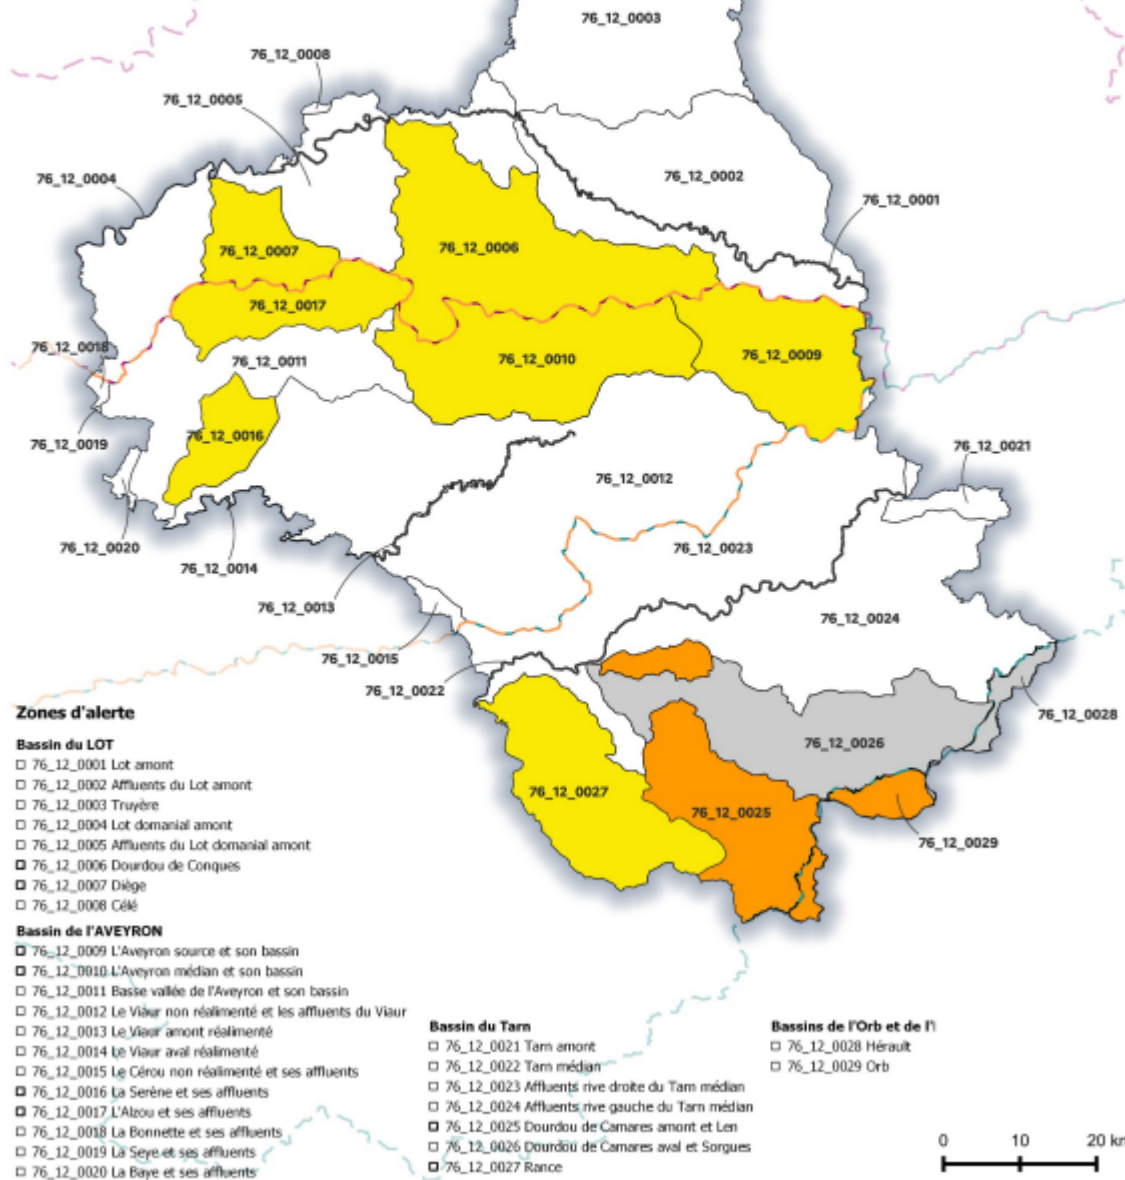 76_12_0003
76_12_0008
76_12_0005
76_12_0004
76_12_0002
76_12_0001
76_12_0007
76_12_0006
76_12_0017
76_12_0018
76_12_0011
76_12_0010
76_12_0009
76_12_0019
76_12_0016
76_12_0021
76_12_0012
76_12_0020
76_12_0023
76_12_0014
76_12_0013
76_12_0024
76_12_0015
76_12_0022
76_12_0028
76_12_0026
76_12_0027
76_12_0025
76_12_0029
Zones d'alerte
Bassin du LOT
76_12_0001 Lot amont
76_12_0002 Affluents du Lot amont
76_12_0003 Truyère
76_12_0004 Lot domanial amont
76_12_0005 Affluents du Lot domanial amont
76_12_0006 Dourdou de Conques
76_12_0007 Diège
76_12_0008 Célé
Bassin de l'AVEYRON
76_12_0009 L'Aveyron source et son bassin
76_12_0010 L'Aveyron médian et son bassin
76_12_0011 Basse vallée de l'Aveyron et son bassin
76_12_0012 Le Viaur non réalimenté et les affluents du Viaur
76_12_0013 Le Viaur amont réalimenté
76_12_0014 Le Viaur aval réalimenté
76_12_0015 Le Cérou non réalimenté et ses affluents
76_12_0016 La Serène et ses affluents
76_12_0017 L'Alzou et ses affluents
76_12_0018 La Bonnette et ses affluents
76_12_0019 La Seye et ses affluents
76_12_0020 La Baye et ses affluents
Bassin du Tarn
76_12_0021 Tarn amont
76_12_0022 Tarn médian
76_12_0023 Affluents rive droite du Tarn médian
76_12_0024 Affluents rive gauche du Tarn médian
76_12_0025 Dourdou de Camares amont et Len
76_12_0026 Dourdou de Camares aval et Sorgues
76_12_0027 Rance
Bassins de l'Orb et de l'
76_12_0028 Hérault
76_12_0029 Orb
0 10 20 km